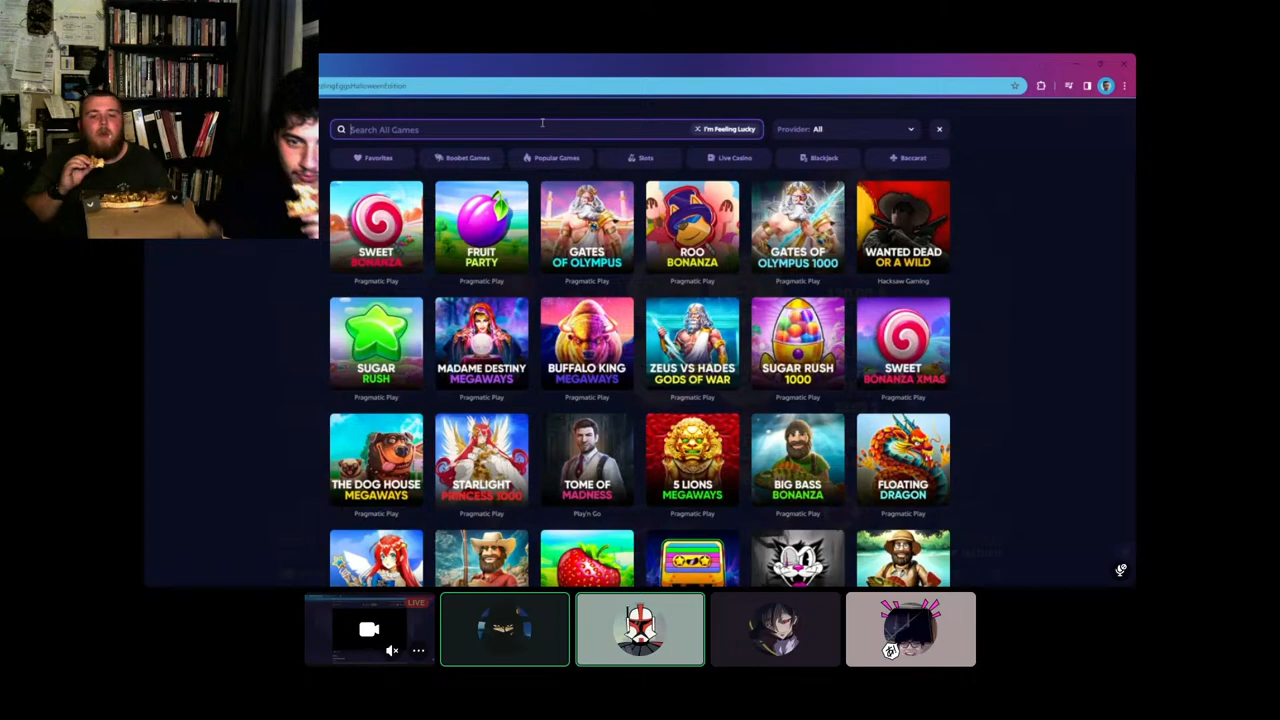 zlingEggsHalloweenEdition
Search All Games
I'm Feeling Lucky
Provider: All
Favorites
Roobet Games
Popular Games
Slots
Live Casino
Blackjack
Baccarat
SWEET
BONANZA
FRUIT
PARTY
GATES
OF OLYMPUS
ROO
BONANZA
GATES OF
OLYMPUS 1000
WANTED DEAD
OR A WILD
Pragmatic Play
Pragmatic Play
Pragmatic Play
Pragmatic Play
Pragmatic Play
Hacksaw Gaming
SUGAR
RUSH
MADAME DESTINY
MEGAWAYS
BUFFALO KING
MEGAWAYS
ZEUS VS HADES
GODS OF WAR
SUGAR RUSH
1000
SWEET
BONANZA XMAS
Pragmatic Play
Pragmatic Play
Pragmatic Play
Pragmatic Play
Pragmatic Play
Pragmatic Play
THE DOG HOUSE
MEGAWAYS
STARLIGHT
PRINCESS 1000
TOME OF
MADNESS
5 LIONS
MEGAWAYS
BIG BASS
BONANZA
FLOATING
DRAGON
Pragmatic Play
Pragmatic Play
Play'n Go
Pragmatic Play
Pragmatic Play
Pragmatic Play
LIVE